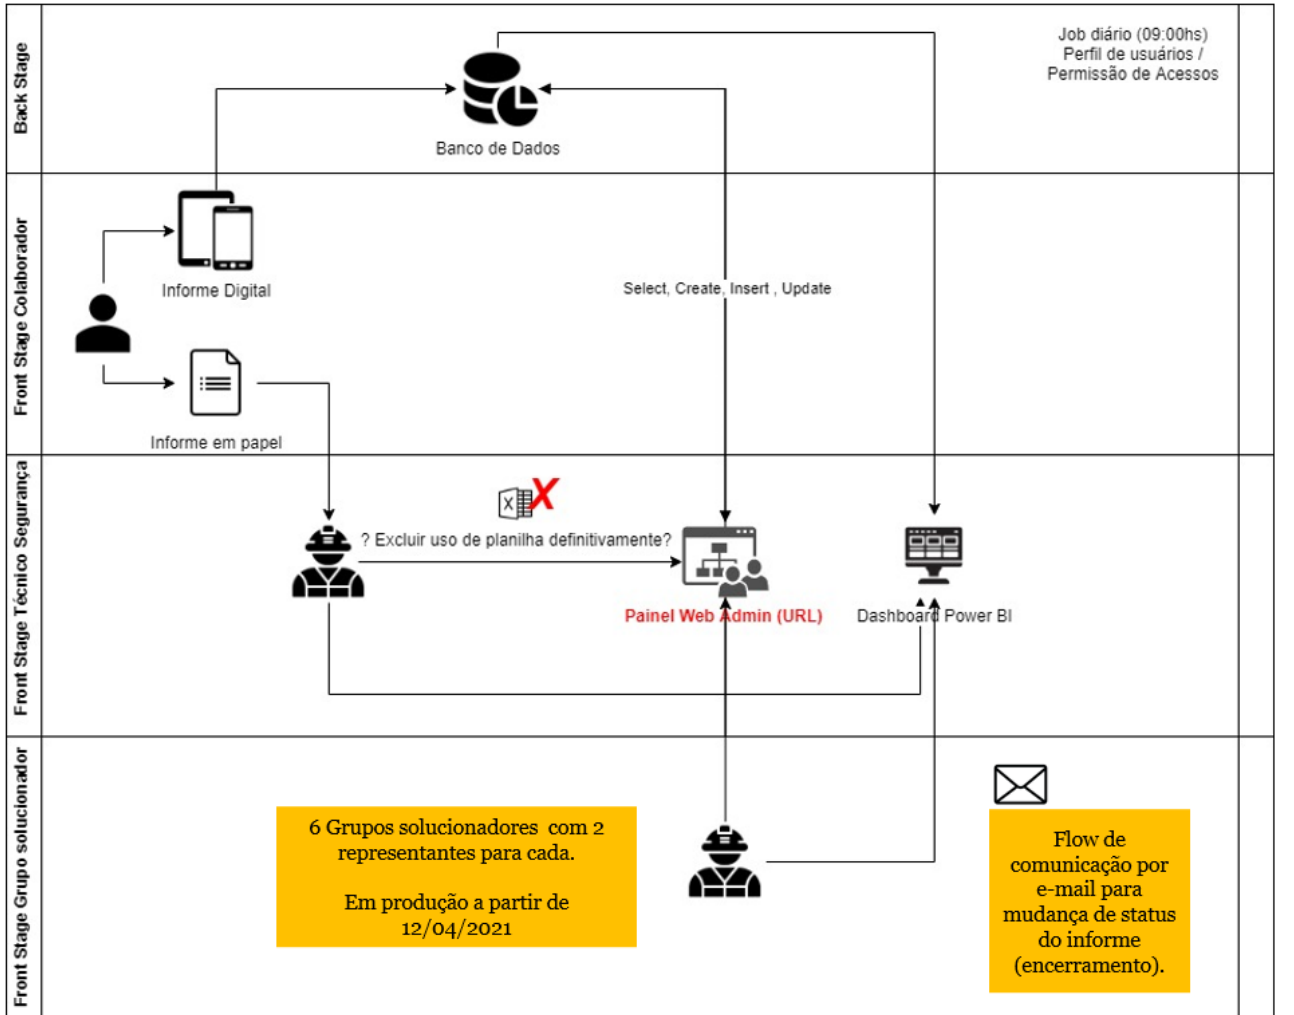 Back Stage
Job diário (09:00hs)
Perfil de usuários /
Permissão de Acessos
Banco de Dados
Front Stage Colaborador
Informe Digital
Select, Create, Insert , Update
Informe em papel
Front Stage Técnico Segurança
X
X
? Excluir uso de planilha definitivamente?
Painel Web Admin (URL)
Dashboard Power BI
Front Stage Grupo solucionador
6 Grupos solucionadores com 2
representantes para cada.
Em produção a partir de
12/04/2021
Flow de
comunicação por
e-mail para
mudança de status
do informe
(encerramento).